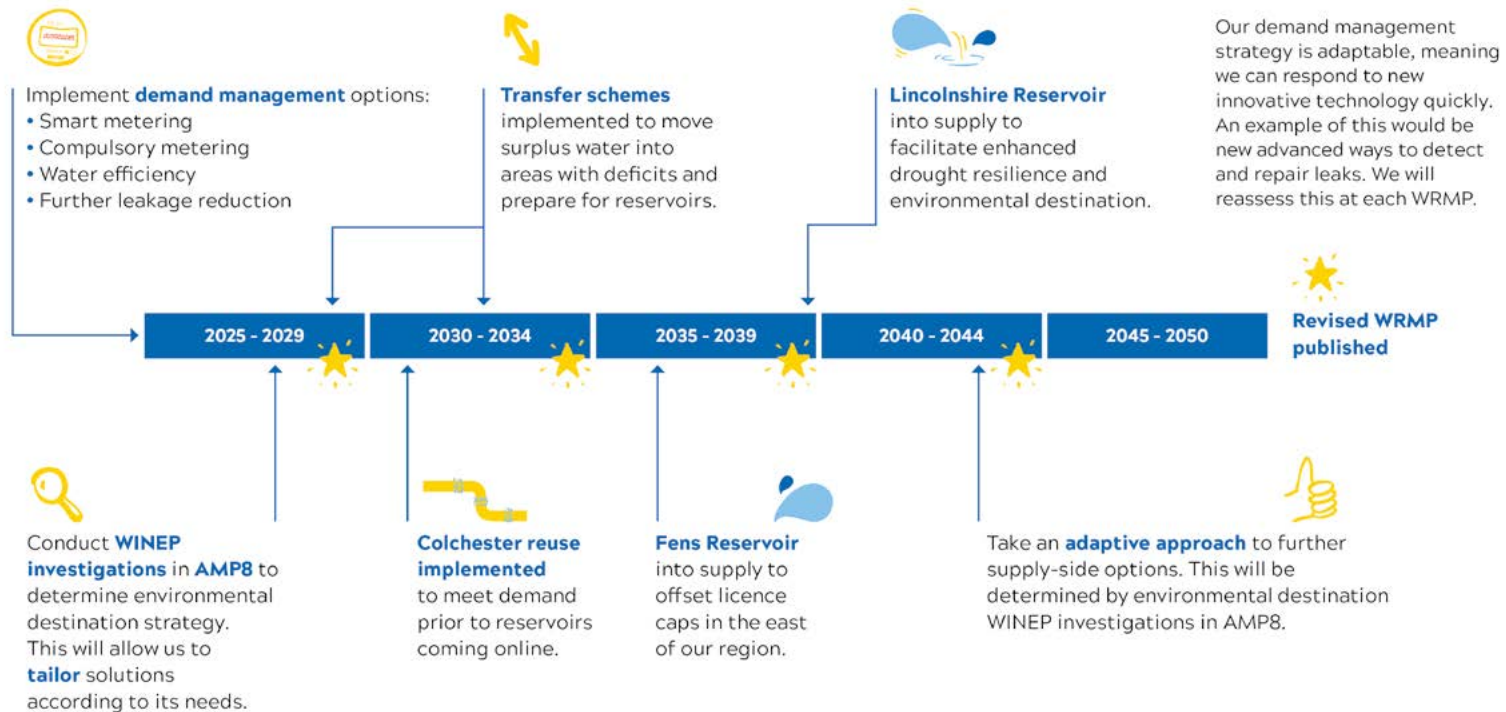 Implement demand management options:
• Smart metering
• Compulsory metering
• Water efficiency
• Further leakage reduction
Transfer schemes
implemented to move
surplus water into
areas with deficits and
prepare for reservoirs.
Lincolnshire Reservoir
into supply to
facilitate enhanced
drought resilience and
environmental destination.
Our demand management
strategy is adaptable, meaning
we can respond to new
innovative technology quickly.
An example of this would be
new advanced ways to detect
and repair leaks. We will
reassess this at each WRMP.
2025 - 2029
2030 - 2034
2035 - 2039
2040 - 2044
2045 - 2050
Revised WRMP
published
Conduct WINEP
investigations in AMP8 to
determine environmental
destination strategy.
This will allow us to
tailor solutions
according to its needs.
Colchester reuse
implemented
to meet demand
prior to reservoirs
coming online.
Fens Reservoir
into supply to
offset licence
caps in the east
of our region.
Take an adaptive approach to further
supply-side options. This will be
determined by environmental destination
WINEP investigations in AMP8.